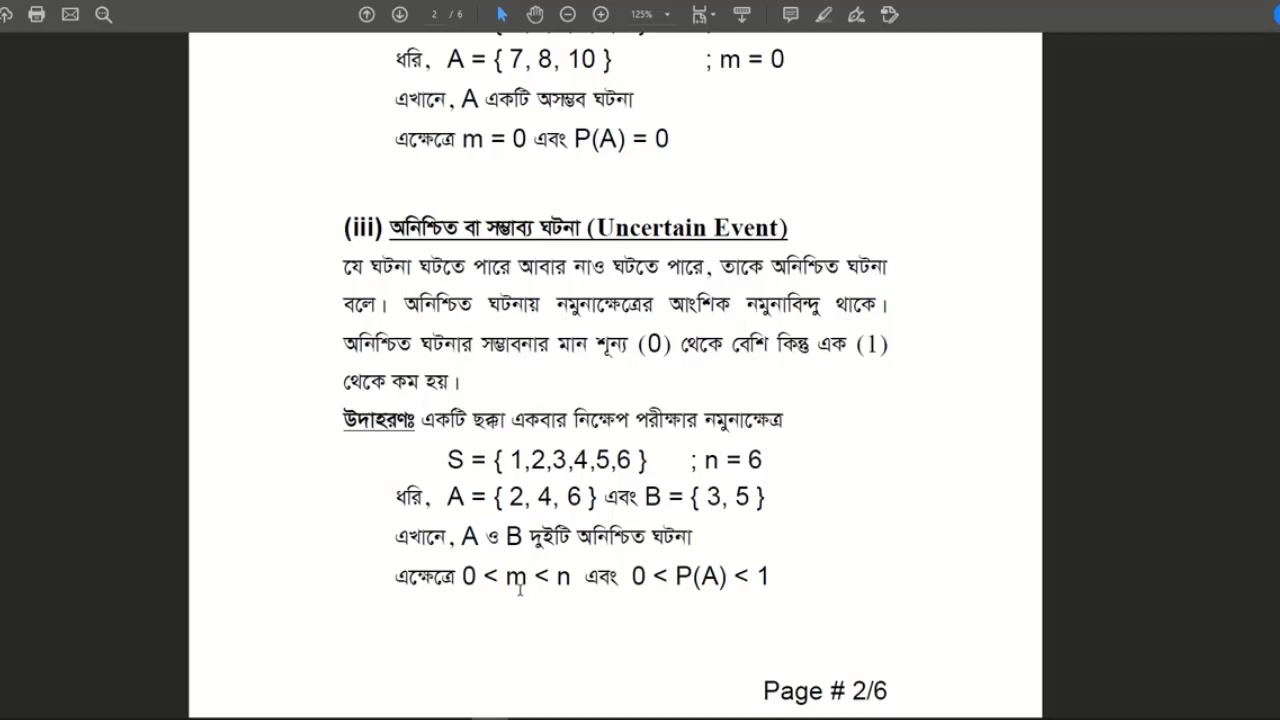 2 / 6 125%
ধরি, A = { 7, 8, 10 } ; m = 0
এখানে, A একটি অসম্ভব ঘটনা
এক্ষেত্রে m = 0 এবং P(A) = 0
(iii) অনিশ্চিত বা সম্ভাব্য ঘটনা (Uncertain Event)
যে ঘটনা ঘটতে পারে আবার নাও ঘটতে পারে, তাকে অনিশ্চিত ঘটনা
বলে। অনিশ্চিত ঘটনায় নমুনাক্ষেত্রের আংশিক নমুনাবিন্দু থাকে।
অনিশ্চিত ঘটনার সম্ভাবনার মান শূন্য (0) থেকে বেশি কিন্তু এক (1)
থেকে কম হয়।
উদাহরণঃ একটি ছক্কা একবার নিক্ষেপ পরীক্ষার নমুনাক্ষেত্র
S = { 1,2,3,4,5,6 } ; n = 6
ধরি, A = { 2, 4, 6 } এবং B = { 3, 5 }
এখানে, A ও B দুইটি অনিশ্চিত ঘটনা
এক্ষেত্রে 0 < m < n এবং 0 < P(A) < 1
Page # 2/6